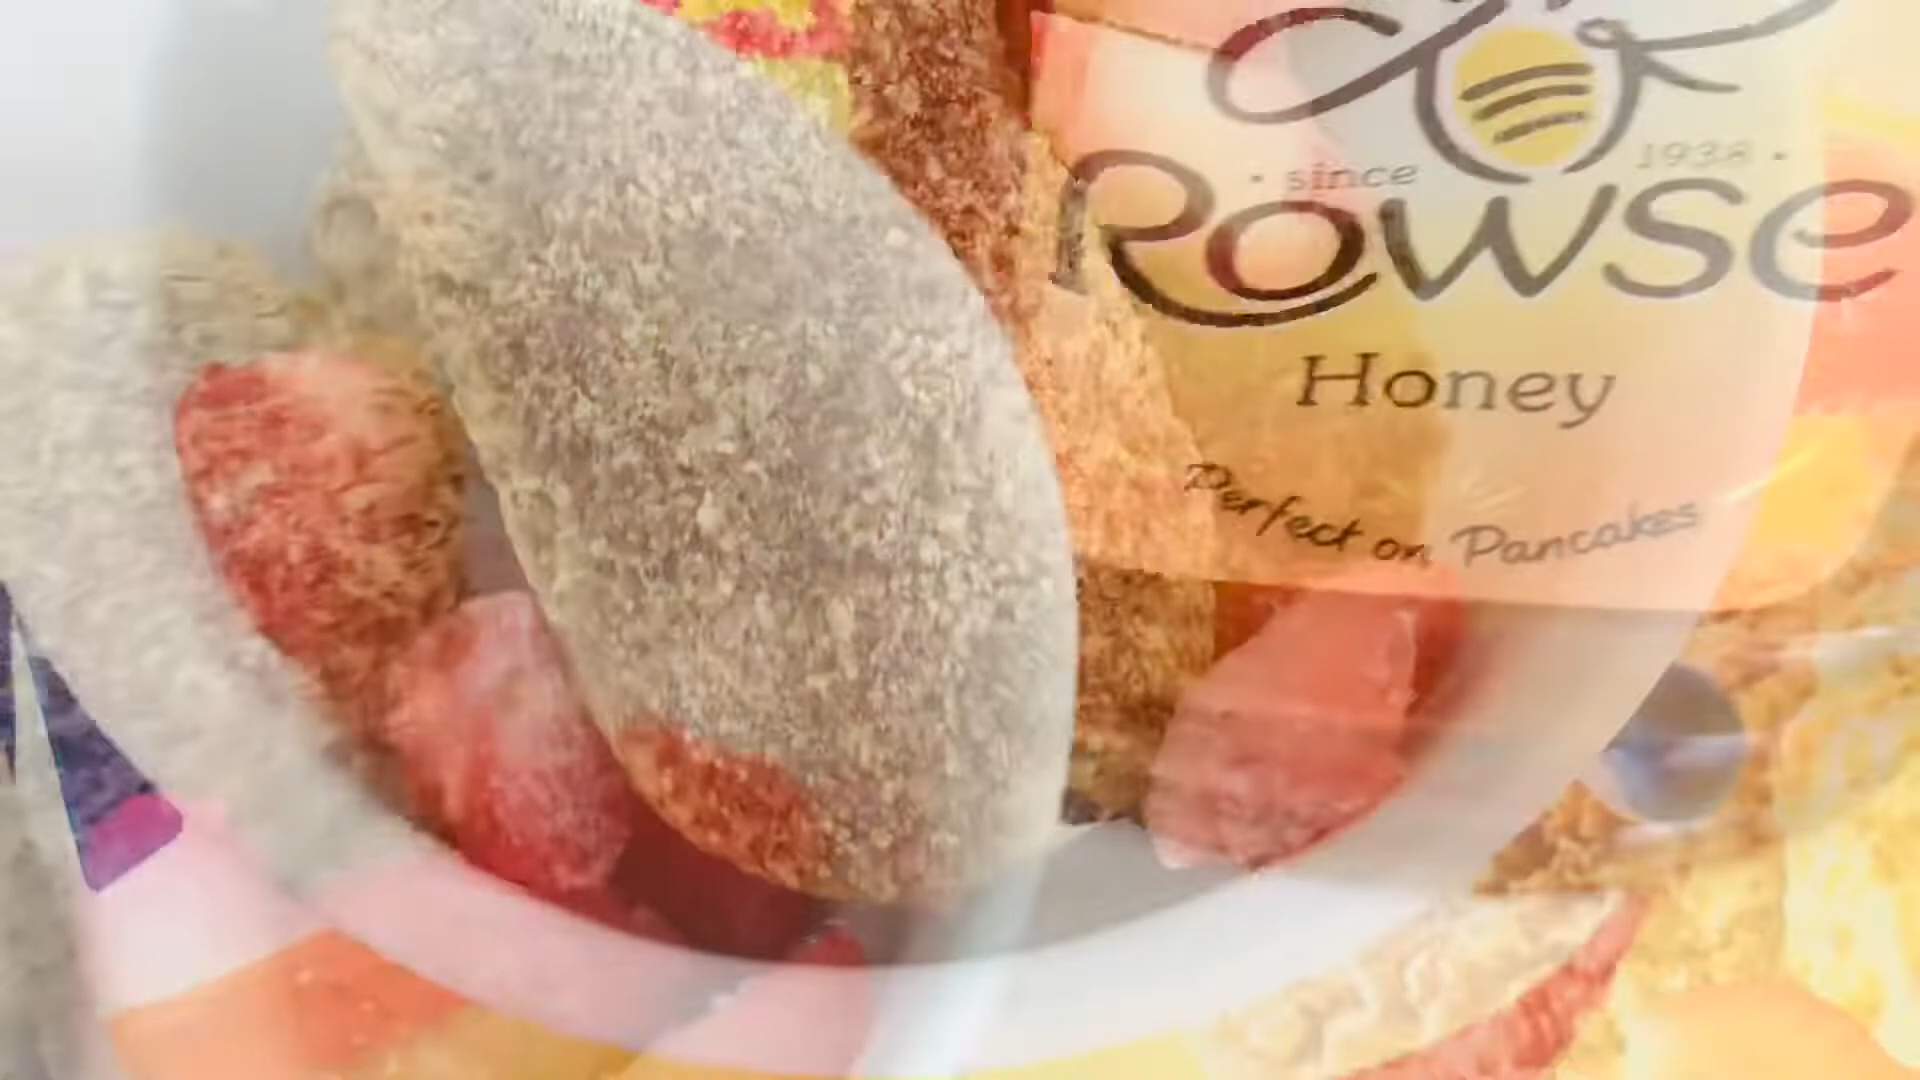 · since 1938 ·
Rowse
Honey
Perfect on Pancakes